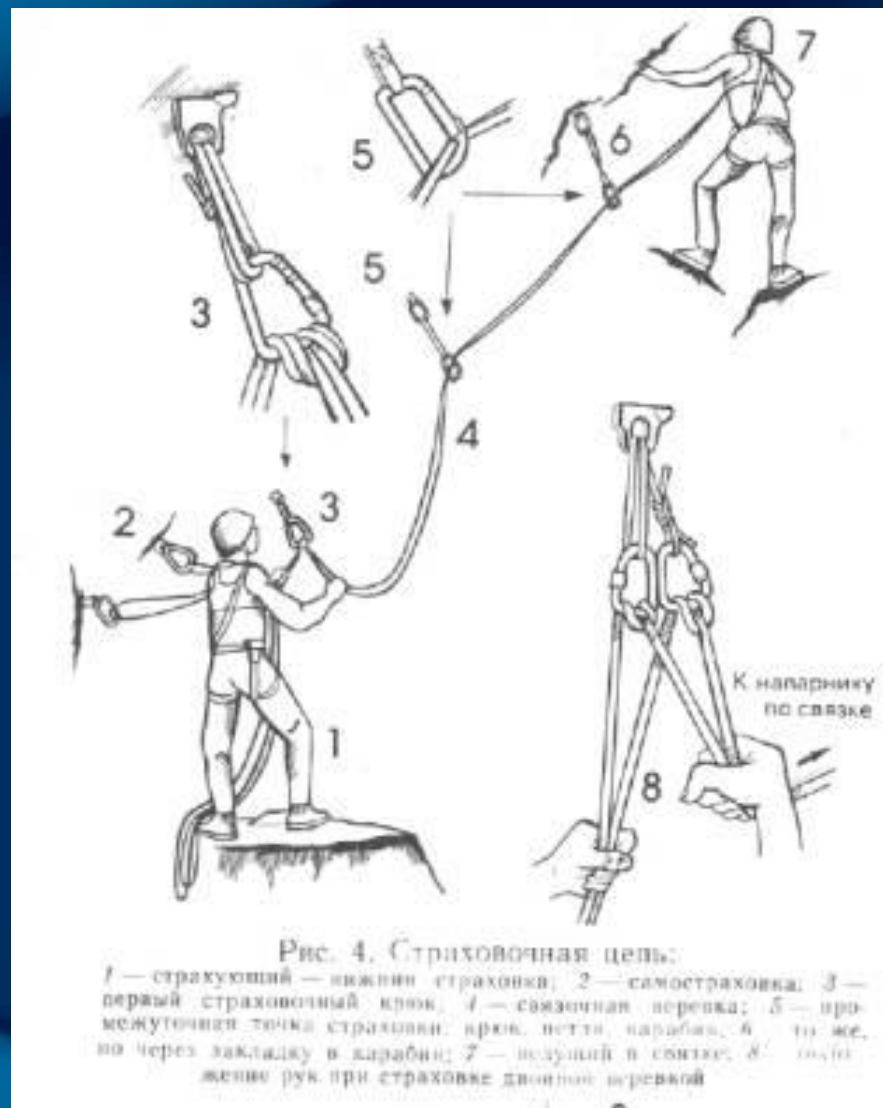 7
5
6
3
5
4
2
3
К напарнику
по связке
1
8
Рис. 4. Страховочная цепь:
1 — страхующий — нижняя страховка; 2 — самостраховка; 3 —
первый страховочный крюк; 4 — связочная веревка; 5 — про-
межуточная точка страховки: крюк, петля, карабин; 6 то же,
но через закладку и карабин; 7 — ведущий в связке; 8
жение рук при страховке двойной веревкой